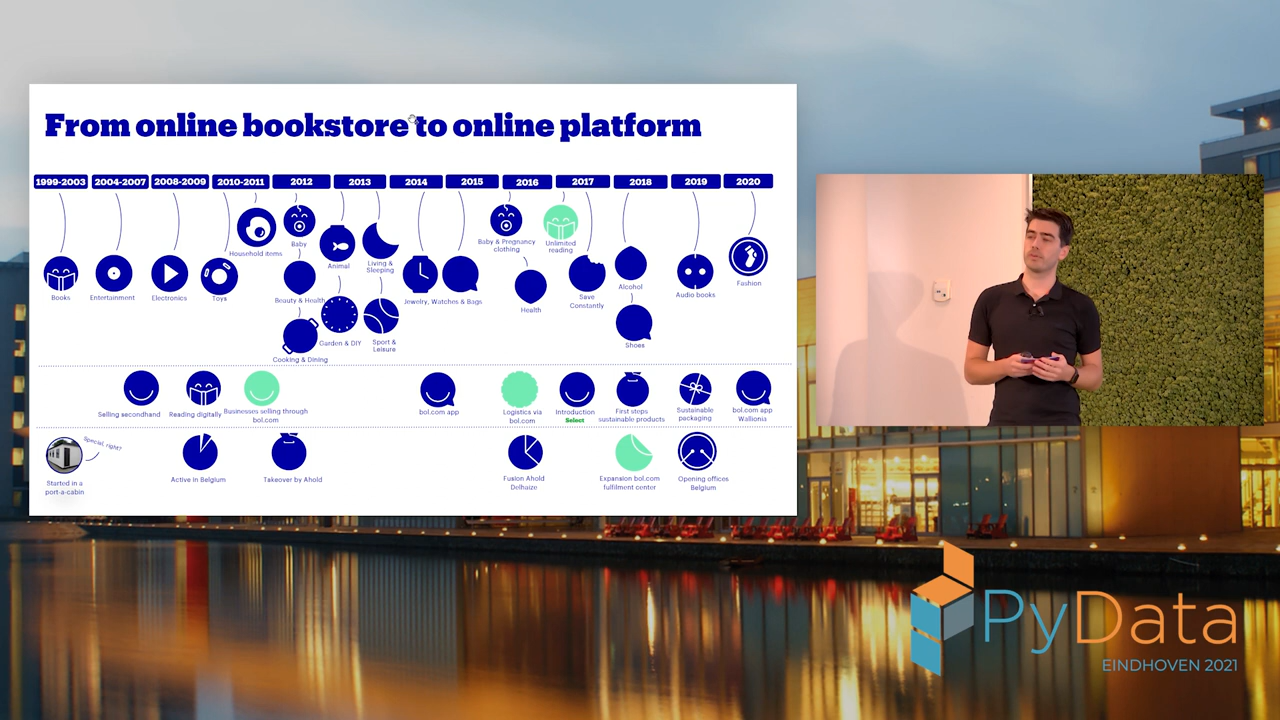 From online bookstore to online platform
1999-2003 2004-2007 2008-2009 2010-2011 2012 2013 2014 2015 2016 2017 2018 2019 2020
Books
Entertainment
Electronics
Toys
Household items
Baby
Beauty & Health
Cooking & Dining
Animal
Garden & DIY
Living &
Sleeping
Sport &
Leisure
Jewelry, Watches & Bags
Baby & Pregnancy
clothing
Health
Unlimited
reading
Save
Constantly
Alcohol
Shoes
Audio books
Fashion
Selling secondhand
Reading digitally
Businesses selling through
bol.com
bol.com app
Logistics via
bol.com
Introduction
Select
First steps
sustainable products
Sustainable
packaging
bol.com app
Wallionia
Special, right?
Started in a
port-a-cabin
Active in Belgium
Takeover by Ahold
Fusion Ahold
Delhaize
Expansion bol.com
fulfilment center
Opening offices
Belgium
PyData
EINDHOVEN 2021